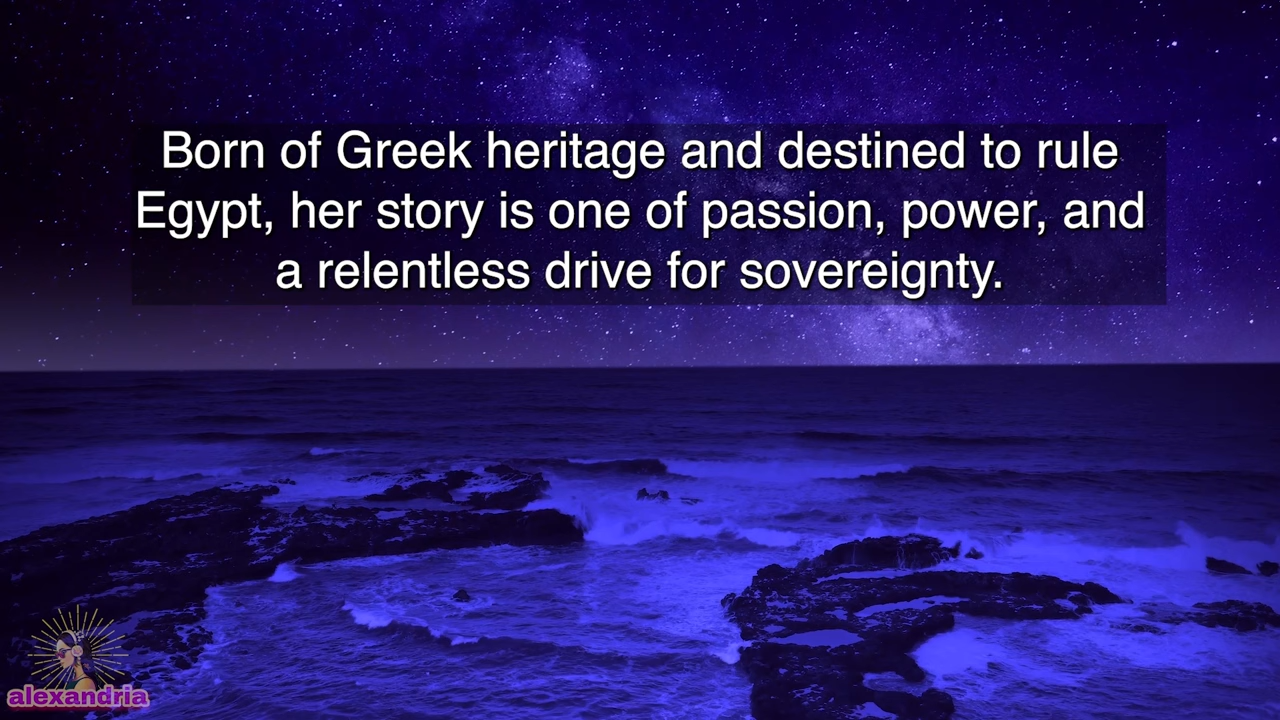 Born of Greek heritage and destined to rule
Egypt, her story is one of passion, power, and
a relentless drive for sovereignty.
alexandria